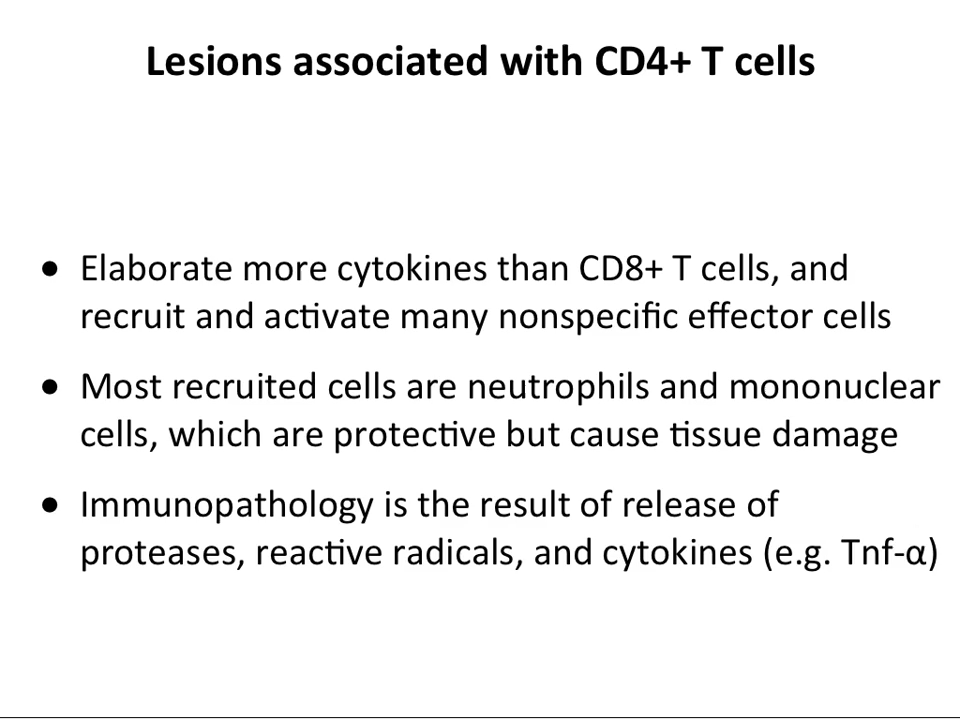 Lesions associated with CD4+ T cells
• Elaborate more cytokines than CD8+ T cells, and
recruit and activate many nonspecific effector cells
• Most recruited cells are neutrophils and mononuclear
cells, which are protective but cause tissue damage
• Immunopathology is the result of release of
proteases, reactive radicals, and cytokines (e.g. Tnf-α)